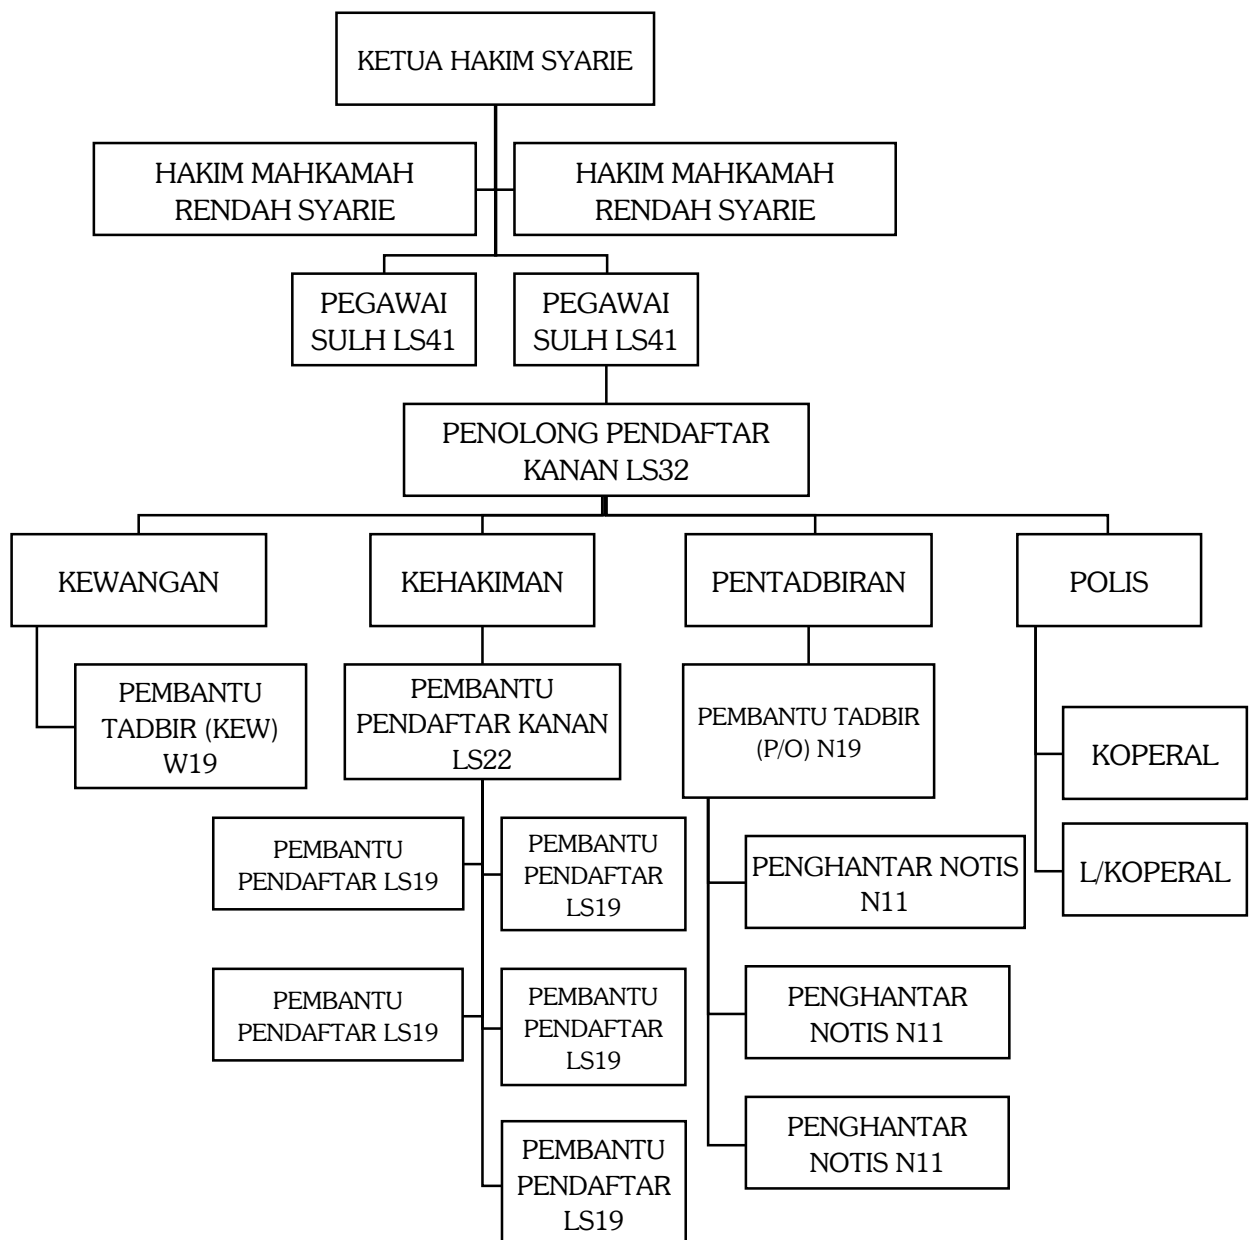 KETUA HAKIM SYARIE
HAKIM MAHKAMAH
RENDAH SYARIE
HAKIM MAHKAMAH
RENDAH SYARIE
PEGAWAI
SULH LS41
PEGAWAI
SULH LS41
PENOLONG PENDAFTAR
KANAN LS32
KEWANGAN
KEHAKIMAN
PENTADBIRAN
POLIS
PEMBANTU
TADBIR (KEW)
W19
PEMBANTU
PENDAFTAR KANAN
LS22
PEMBANTU TADBIR
(P/O) N19
KOPERAL
L/KOPERAL
PEMBANTU
PENDAFTAR LS19
PEMBANTU
PENDAFTAR
LS19
PENGHANTAR NOTIS
N11
PEMBANTU
PENDAFTAR LS19
PEMBANTU
PENDAFTAR
LS19
PENGHANTAR
NOTIS N11
PEMBANTU
PENDAFTAR
LS19
PENGHANTAR
NOTIS N11